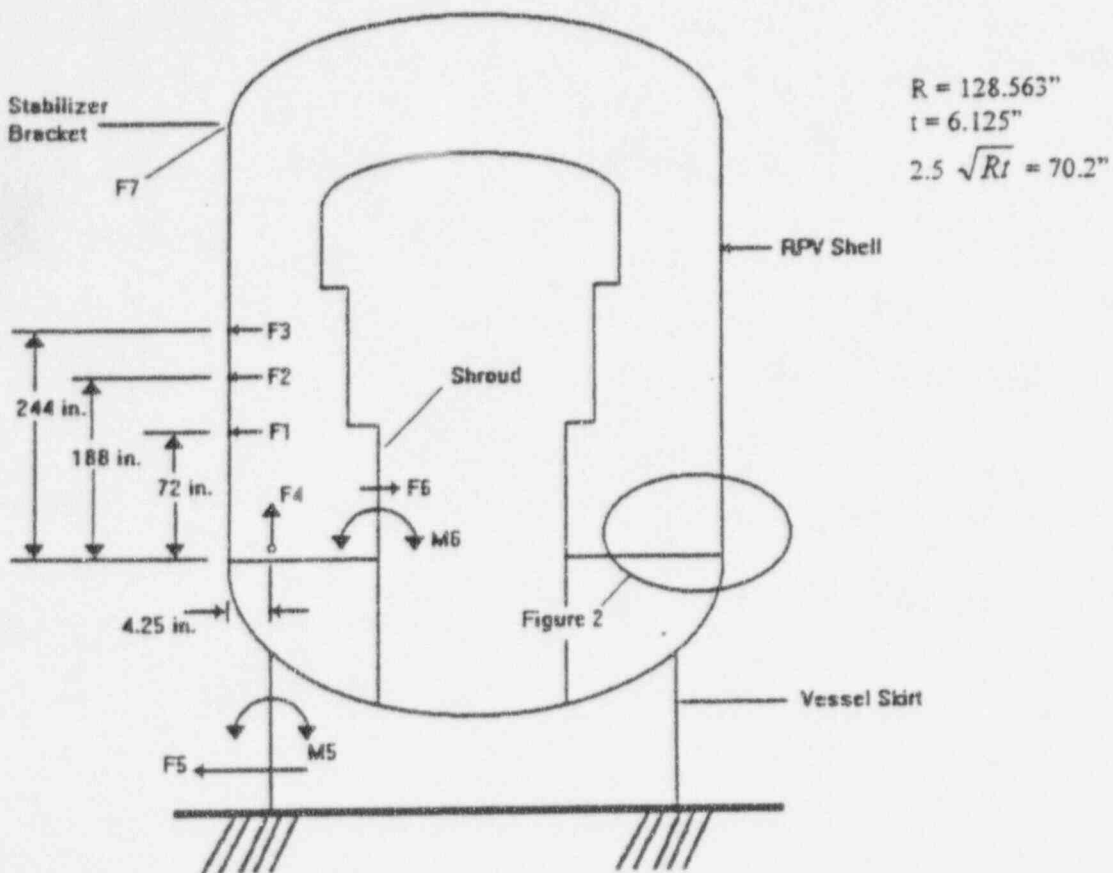 R = 128.563"
t = 6.125"
2.5 √Rt = 70.2"
Stabilizer
Bracket
F7
RPV Shell
F3
F2
Shroud
244 in.
F1
188 in.
72 in.
F4
F6
M6
4.25 in.
Figure 2
Vessel Skirt
M5
F5